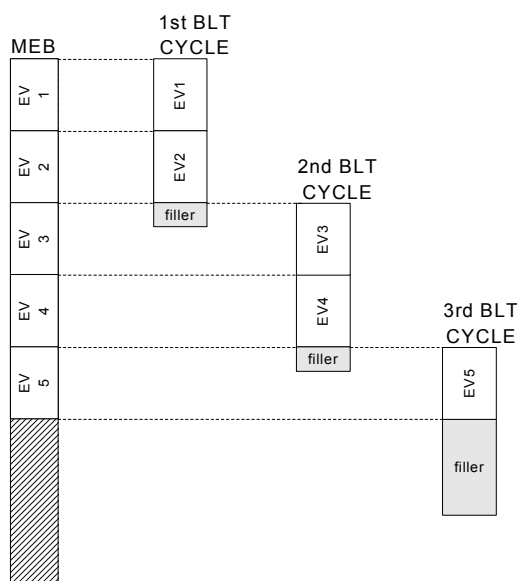 1st BLT
CYCLE
MEB
EV 1
EV1
EV 2
EV2
2nd BLT
CYCLE
filler
EV 3
EV3
EV 4
EV4
3rd BLT
CYCLE
filler
EV 5
EV5
filler